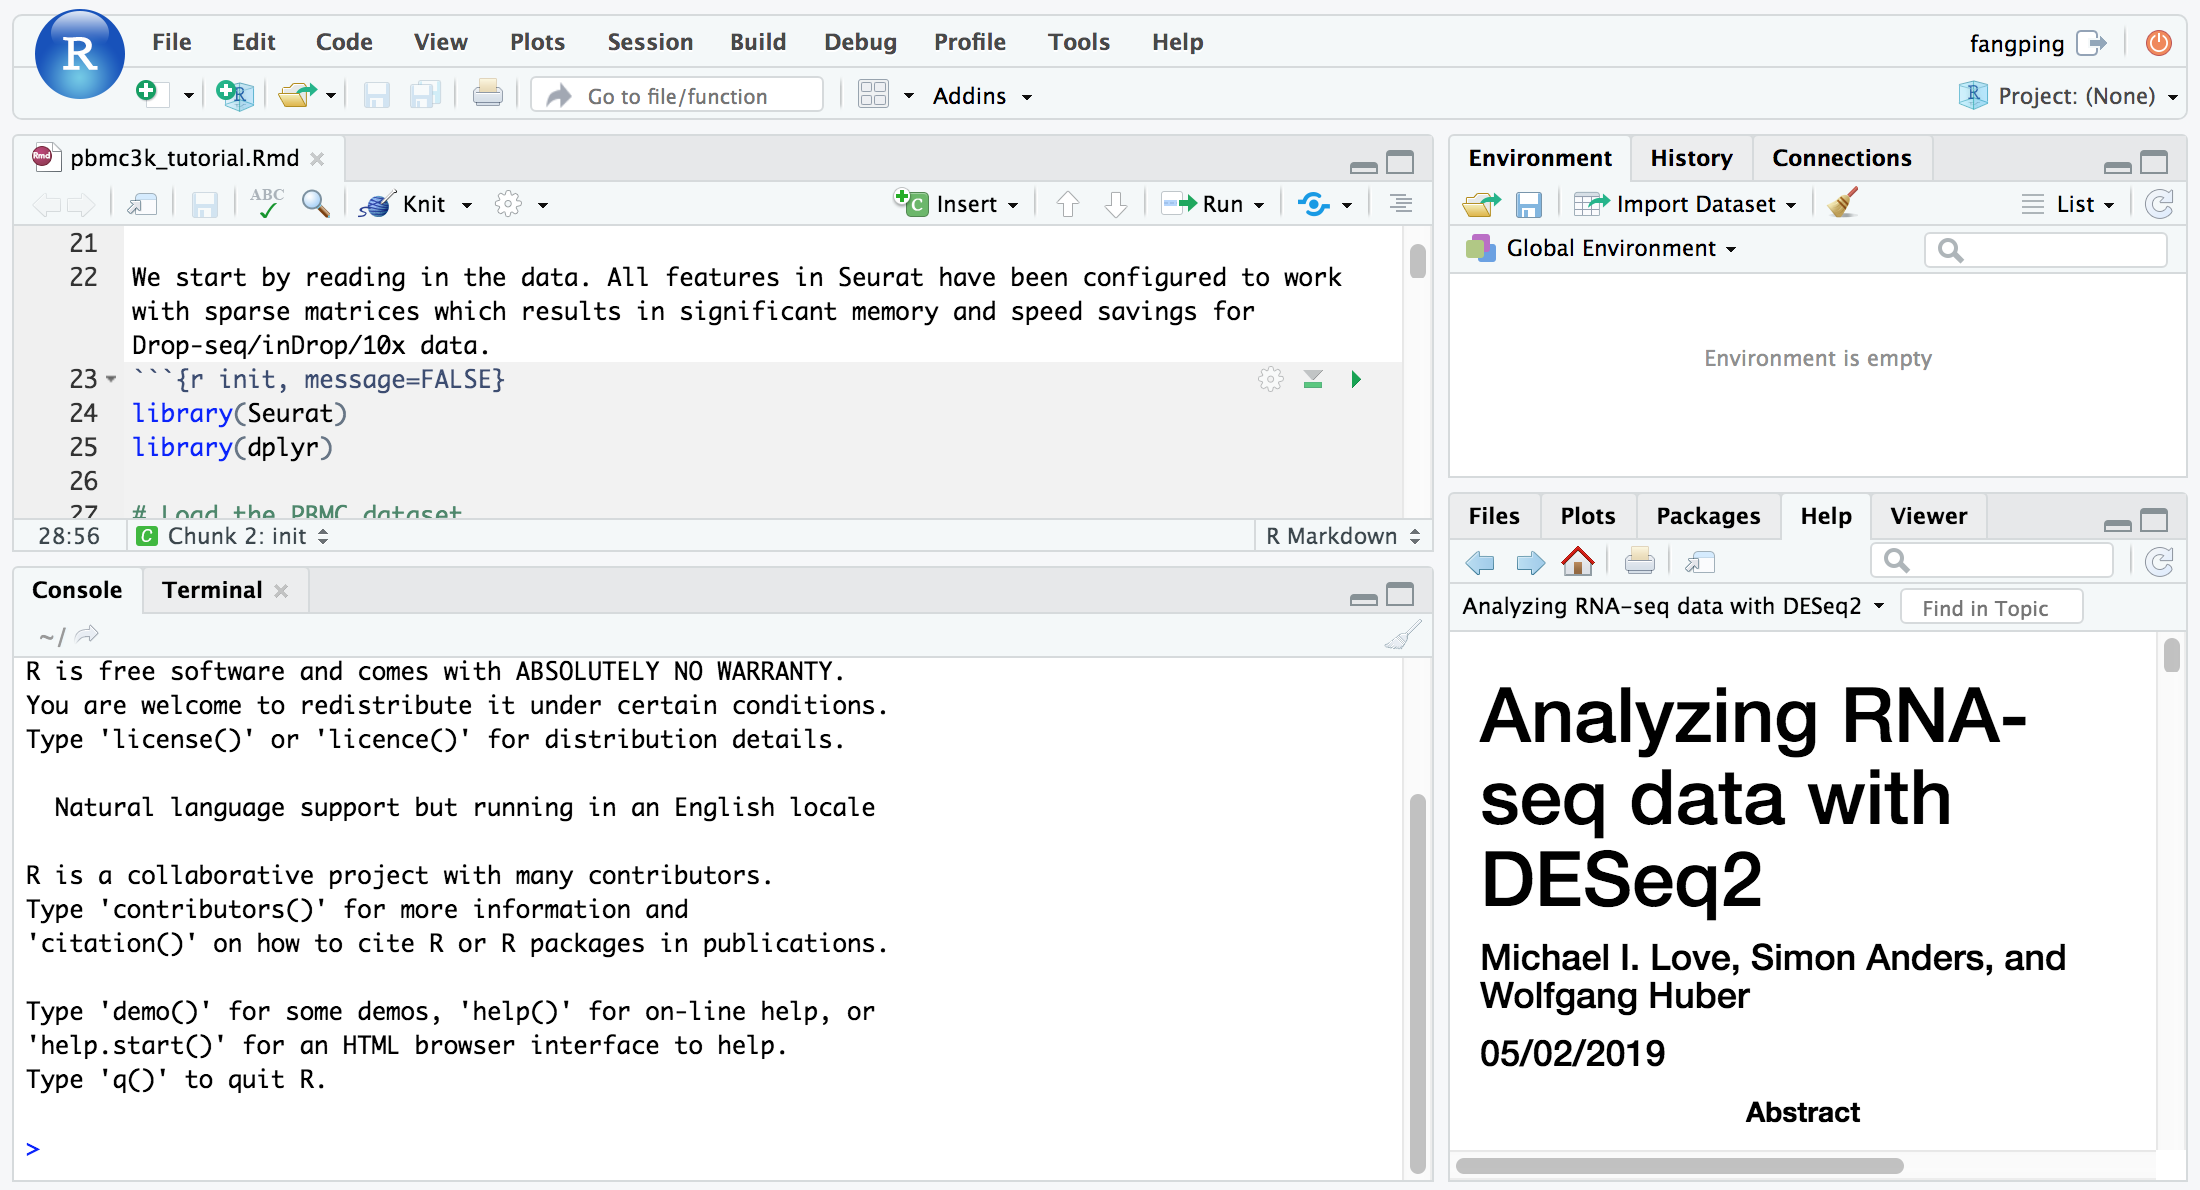 R File Edit Code View Plots Session Build Debug Profile Tools Help fangping
R Go to file/function Addins R Project: (None)
Rmd pbmc3k_tutorial.Rmd
ABC Knit C Insert Run
21
22 We start by reading in the data. All features in Seurat have been configured to work
with sparse matrices which results in significant memory and speed savings for
Drop-seq/inDrop/10x data.
23 ```{r init, message=FALSE}
24 library(Seurat)
25 library(dplyr)
26
27 # Load the PBMC dataset
28:56 C Chunk 2: init R Markdown
Console Terminal
~/
R is free software and comes with ABSOLUTELY NO WARRANTY.
You are welcome to redistribute it under certain conditions.
Type 'license()' or 'licence()' for distribution details.
Natural language support but running in an English locale
R is a collaborative project with many contributors.
Type 'contributors()' for more information and
'citation()' on how to cite R or R packages in publications.
Type 'demo()' for some demos, 'help()' for on-line help, or
'help.start()' for an HTML browser interface to help.
Type 'q()' to quit R.
>
Environment History Connections
Import Dataset List
Global Environment
Environment is empty
Files Plots Packages Help Viewer
Analyzing RNA-seq data with DESeq2 Find in Topic
Analyzing RNA-
seq data with
DESeq2
Michael I. Love, Simon Anders, and
Wolfgang Huber
05/02/2019
Abstract